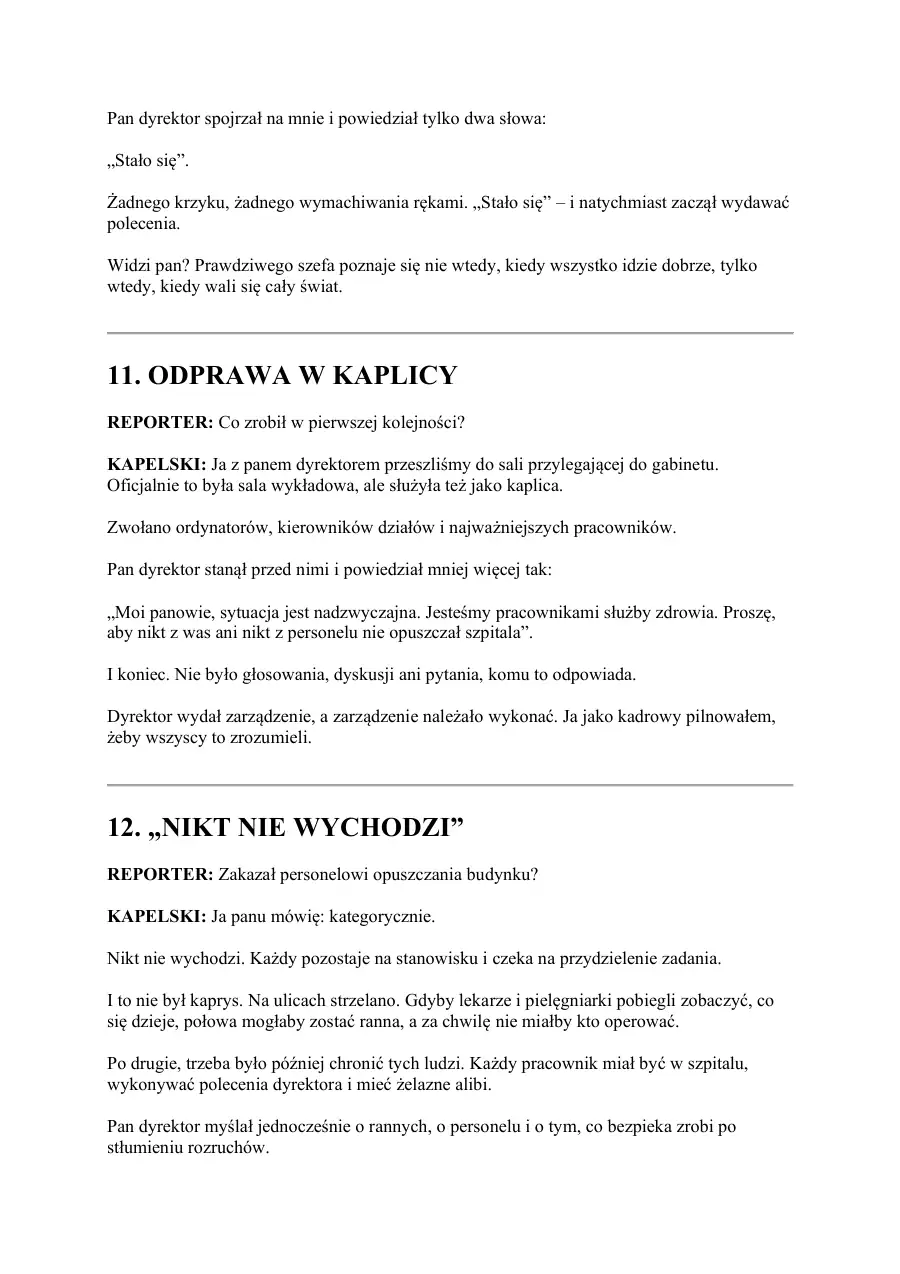 Pan dyrektor spojrzał na mnie i powiedział tylko dwa słowa:
„Stało się”.
Żadnego krzyku, żadnego wymachiwania rękami. „Stało się” – i natychmiast zaczął wydawać
polecenia.
Widzi pan? Prawdziwego szefa poznaje się nie wtedy, kiedy wszystko idzie dobrze, tylko
wtedy, kiedy wali się cały świat.
11. ODPRAWA W KAPLICY
REPORTER: Co zrobił w pierwszej kolejności?
KAPELSKI: Ja z panem dyrektorem przeszliśmy do sali przylegającej do gabinetu.
Oficjalnie to była sala wykładowa, ale służyła też jako kaplica.
Zwołano ordynatorów, kierowników działów i najważniejszych pracowników.
Pan dyrektor stanął przed nimi i powiedział mniej więcej tak:
„Moi panowie, sytuacja jest nadzwyczajna. Jesteśmy pracownikami służby zdrowia. Proszę,
aby nikt z was ani nikt z personelu nie opuszczał szpitala”.
I koniec. Nie było głosowania, dyskusji ani pytania, komu to odpowiada.
Dyrektor wydał zarządzenie, a zarządzenie należało wykonać. Ja jako kadrowy pilnowałem,
żeby wszyscy to zrozumieli.
12. „NIKT NIE WYCHODZI”
REPORTER: Zakazał personelowi opuszczania budynku?
KAPELSKI: Ja panu mówię: kategorycznie.
Nikt nie wychodzi. Każdy pozostaje na stanowisku i czeka na przydzielenie zadania.
I to nie był kaprys. Na ulicach strzelano. Gdyby lekarze i pielęgniarki pobiegli zobaczyć, co
się dzieje, połowa mogłaby zostać ranna, a za chwilę nie miałby kto operować.
Po drugie, trzeba było później chronić tych ludzi. Każdy pracownik miał być w szpitalu,
wykonywać polecenia dyrektora i mieć żelazne alibi.
Pan dyrektor myślał jednocześnie o rannych, o personelu i o tym, co bezpieka zrobi po
stłumieniu rozruchów.